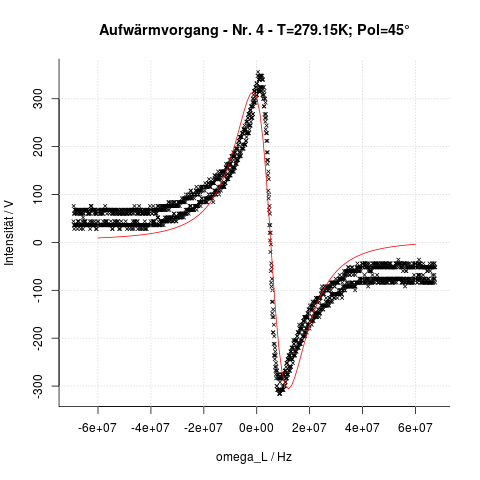 Aufwärmvorgang - Nr. 4 - T=279.15K; Pol=45°
Intensität / V
300
200
100
0
-100
-200
-300
-6e+07 -4e+07 -2e+07 0e+00 2e+07 4e+07 6e+07
omega_L / Hz